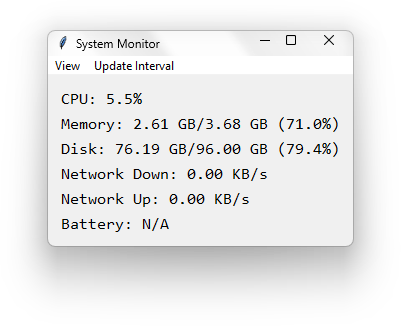 System Monitor
View Update Interval
CPU: 5.5%
Memory: 2.61 GB/3.68 GB (71.0%)
Disk: 76.19 GB/96.00 GB (79.4%)
Network Down: 0.00 KB/s
Network Up: 0.00 KB/s
Battery: N/A